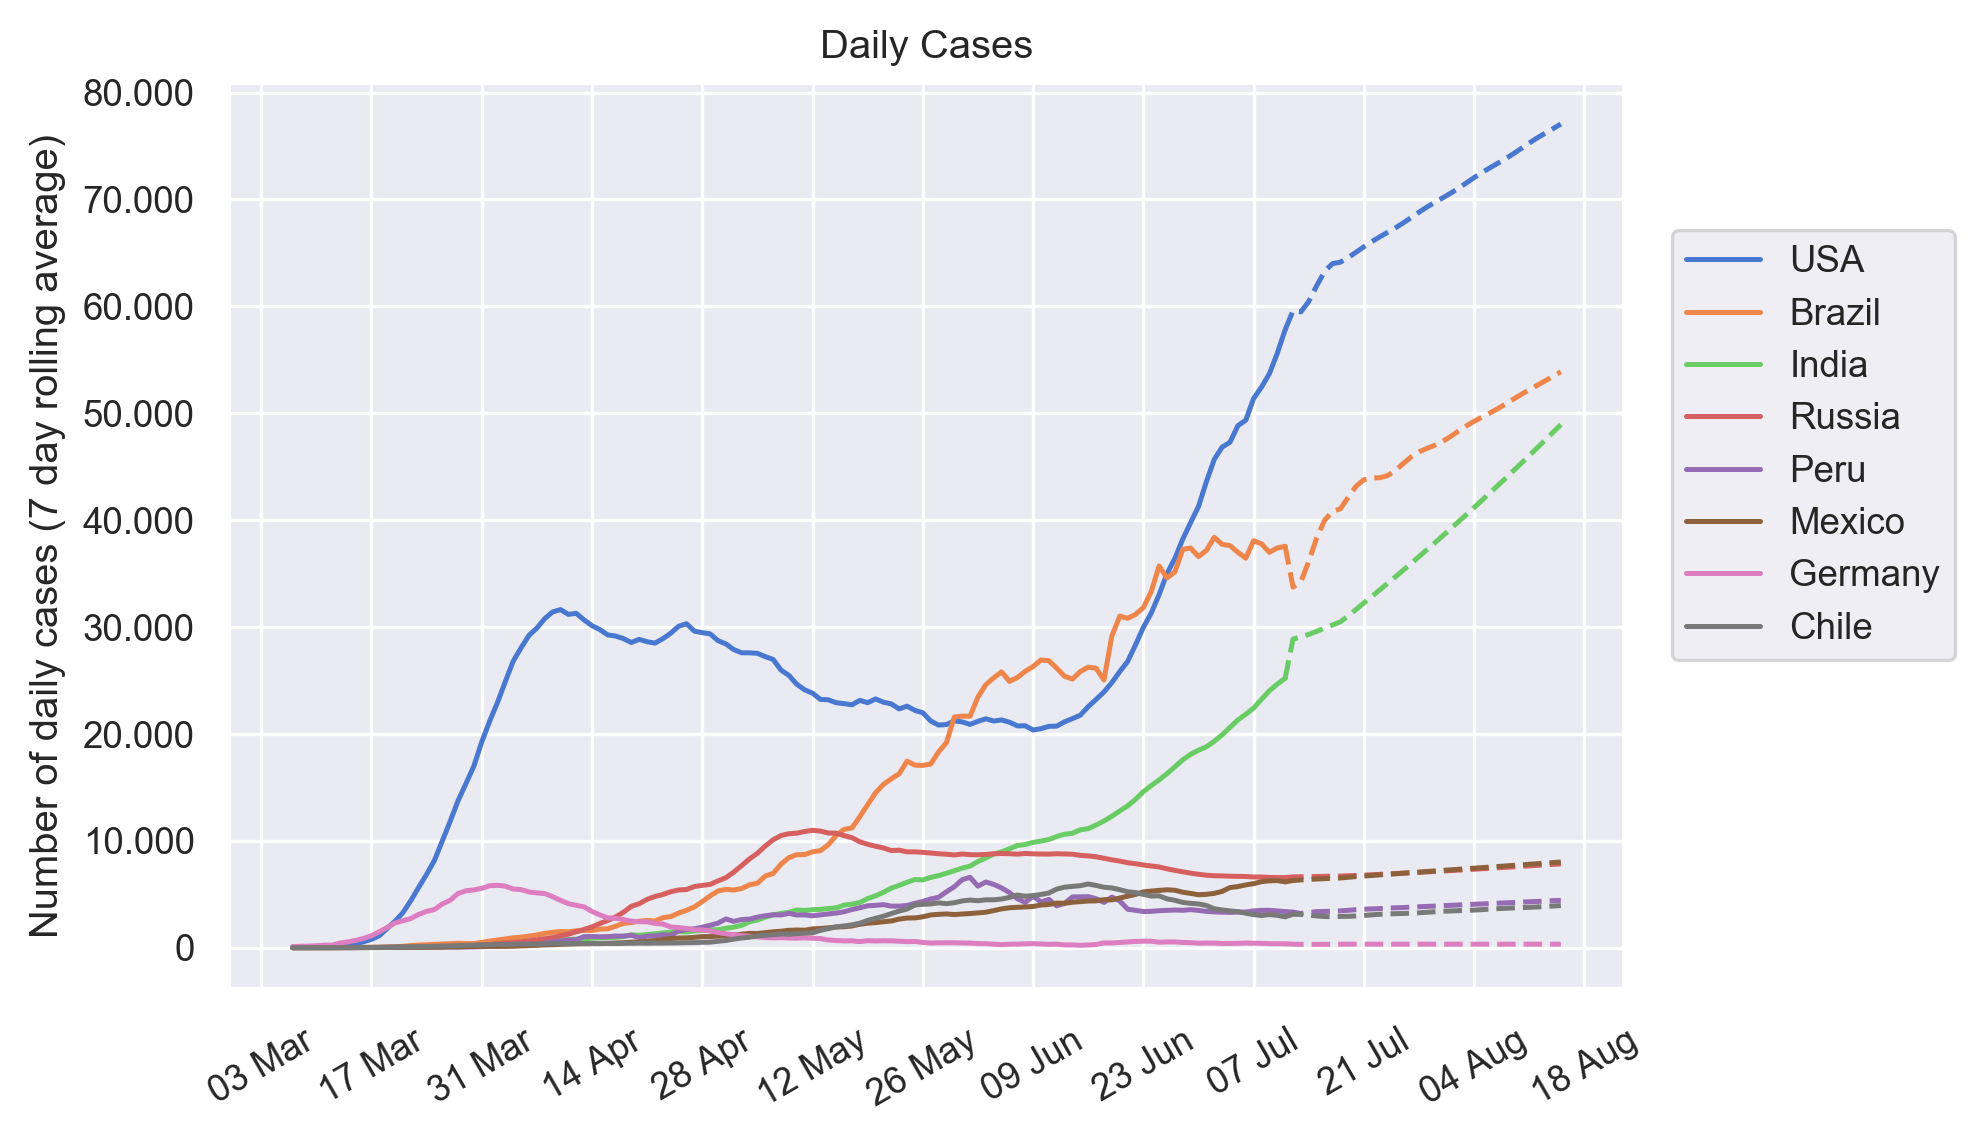 Daily Cases
Number of daily cases (7 day rolling average)
80.000
70.000
60.000
50.000
40.000
30.000
20.000
10.000
0
03 Mar
17 Mar
31 Mar
14 Apr
28 Apr
12 May
26 May
09 Jun
23 Jun
07 Jul
21 Jul
04 Aug
18 Aug
USA
Brazil
India
Russia
Peru
Mexico
Germany
Chile